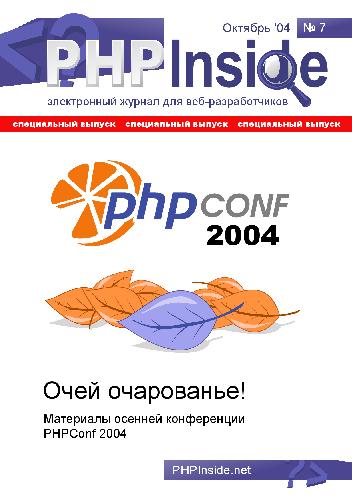 Октябрь '04 № 7
PHPInside
электронный журнал для веб-разработчиков
специальный выпуск специальный выпуск специальный выпуск
phpCONF
2004
Очей очарованье!
Материалы осенней конференции
PHPConf 2004
PHPInside.net